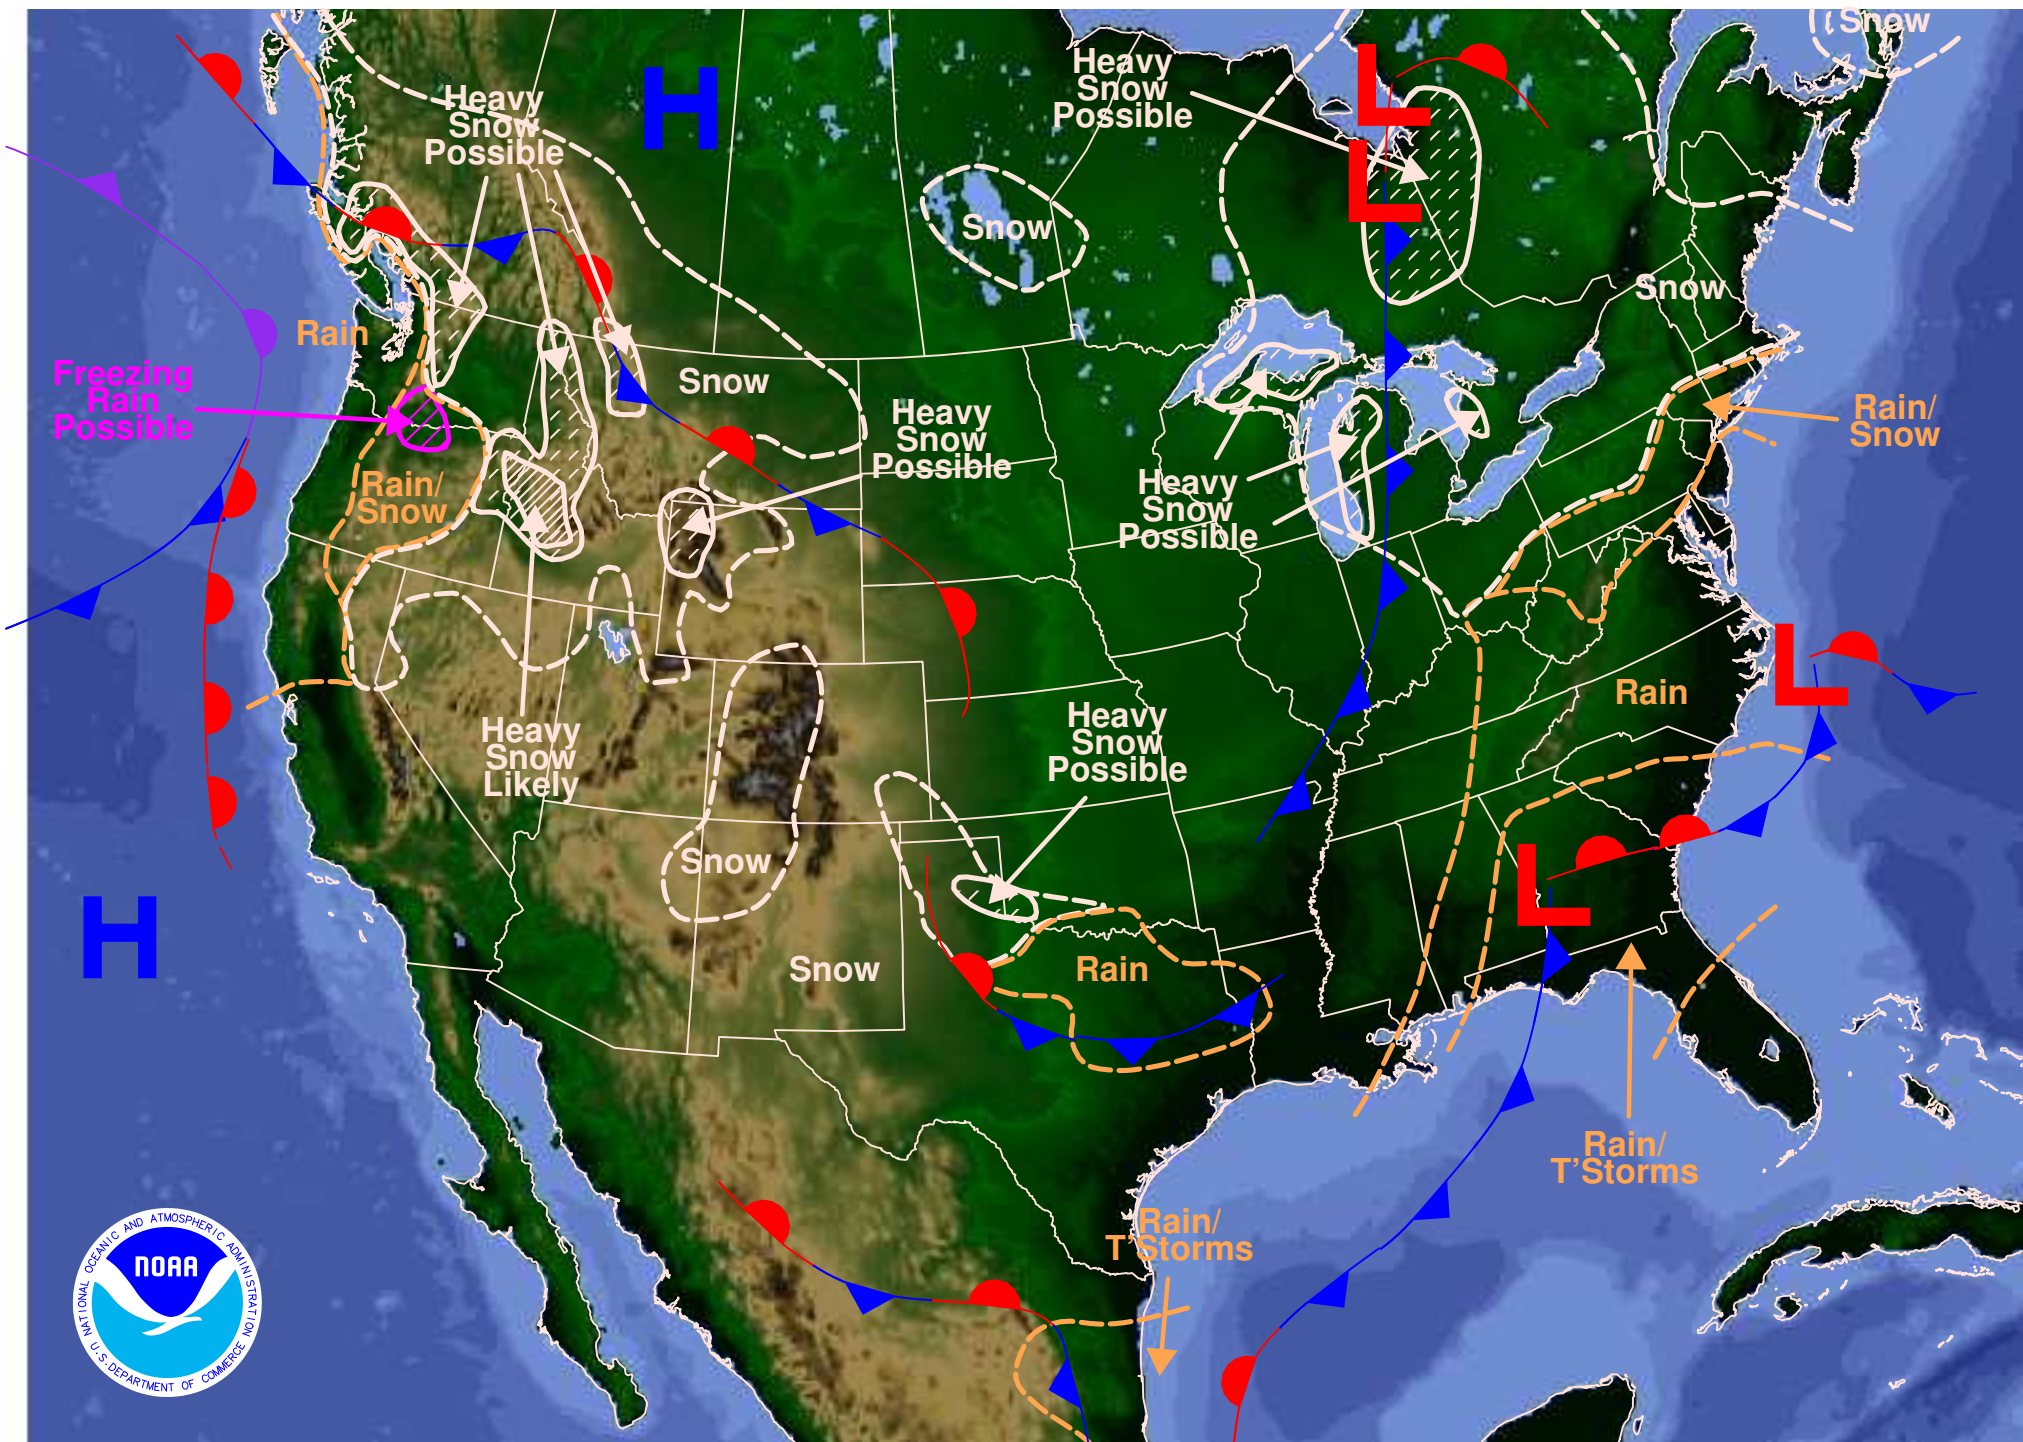 Snow
Heavy
Snow
Possible
H
Heavy
Snow
Possible
L
L
Snow
Snow
Rain
Freezing
Rain
Possible
Snow
Heavy
Snow
Possible
Rain/
Snow
Rain/
Snow
Heavy
Snow
Possible
L
Rain
Heavy
Snow
Likely
Heavy
Snow
Possible
Snow
L
H
Snow
Rain
Rain/
T'Storms
Rain/
T'Storms
NATIONAL OCEANIC AND ATMOSPHERIC ADMINISTRATION
NOAA
U.S. DEPARTMENT OF COMMERCE